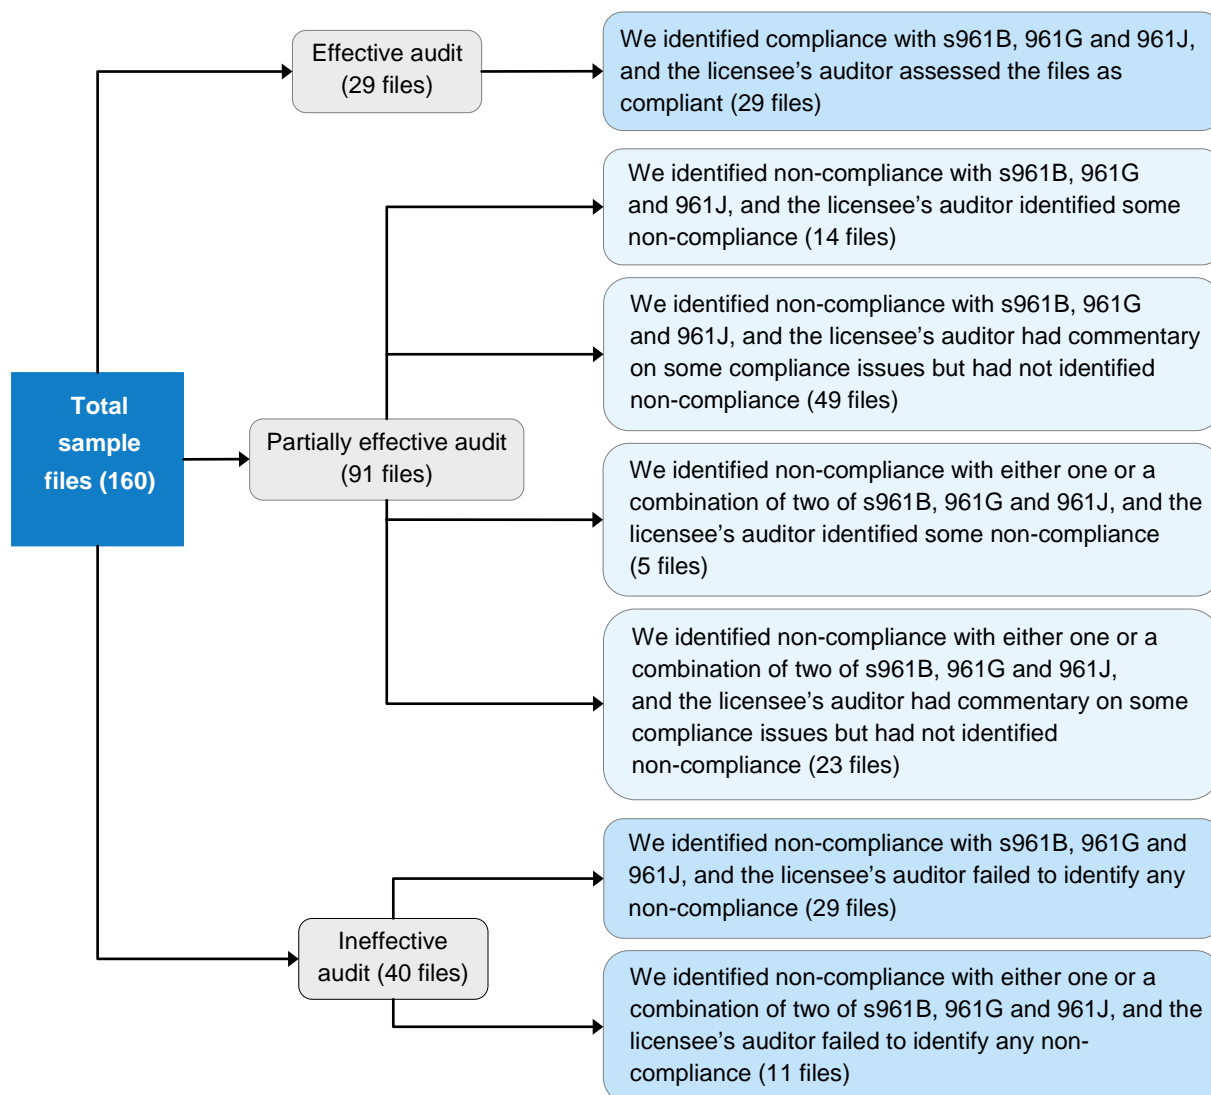 Total
sample
files (160)
Effective audit
(29 files)
We identified compliance with s961B, 961G and 961J,
and the licensee’s auditor assessed the files as
compliant (29 files)
Partially effective audit
(91 files)
We identified non-compliance with s961B, 961G
and 961J, and the licensee’s auditor identified some
non-compliance (14 files)
We identified non-compliance with s961B, 961G
and 961J, and the licensee’s auditor had commentary
on some compliance issues but had not identified
non-compliance (49 files)
We identified non-compliance with either one or a
combination of two of s961B, 961G and 961J, and the
licensee’s auditor identified some non-compliance
(5 files)
We identified non-compliance with either one or a
combination of two of s961B, 961G and 961J,
and the licensee’s auditor had commentary on some
compliance issues but had not identified
non-compliance (23 files)
Ineffective
audit (40 files)
We identified non-compliance with s961B, 961G and
961J, and the licensee’s auditor failed to identify any
non-compliance (29 files)
We identified non-compliance with either one or a
combination of two of s961B, 961G and 961J, and the
licensee’s auditor failed to identify any non-
compliance (11 files)